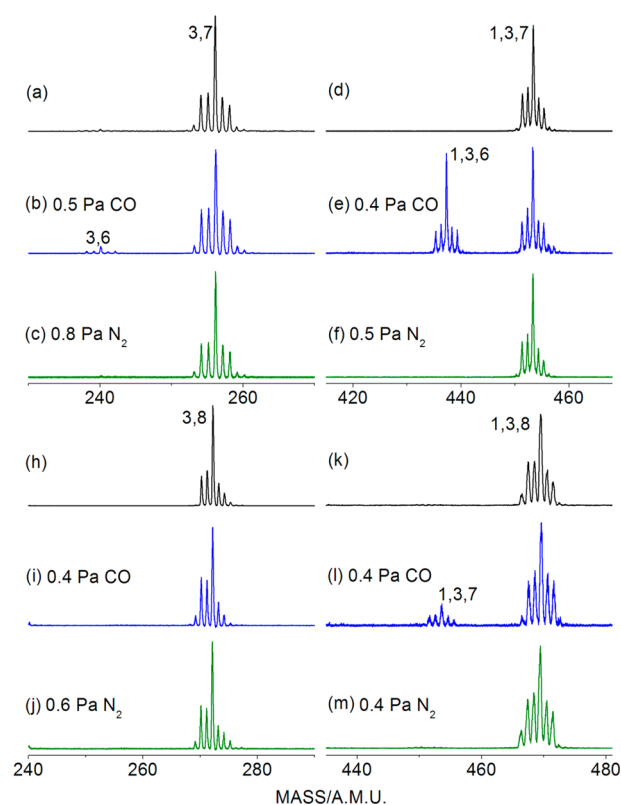 3,7
1,3,7
(a)
(d)
1,3,6
(b) 0.5 Pa CO
(e) 0.4 Pa CO
3,6
(c) 0.8 Pa N₂
(f) 0.5 Pa N₂
240
260
420
440
460
3,8
1,3,8
(h)
(k)
(i) 0.4 Pa CO
(l) 0.4 Pa CO
1,3,7
(j) 0.6 Pa N₂
(m) 0.4 Pa N₂
240
260
280
440
460
480
MASS/A.M.U.